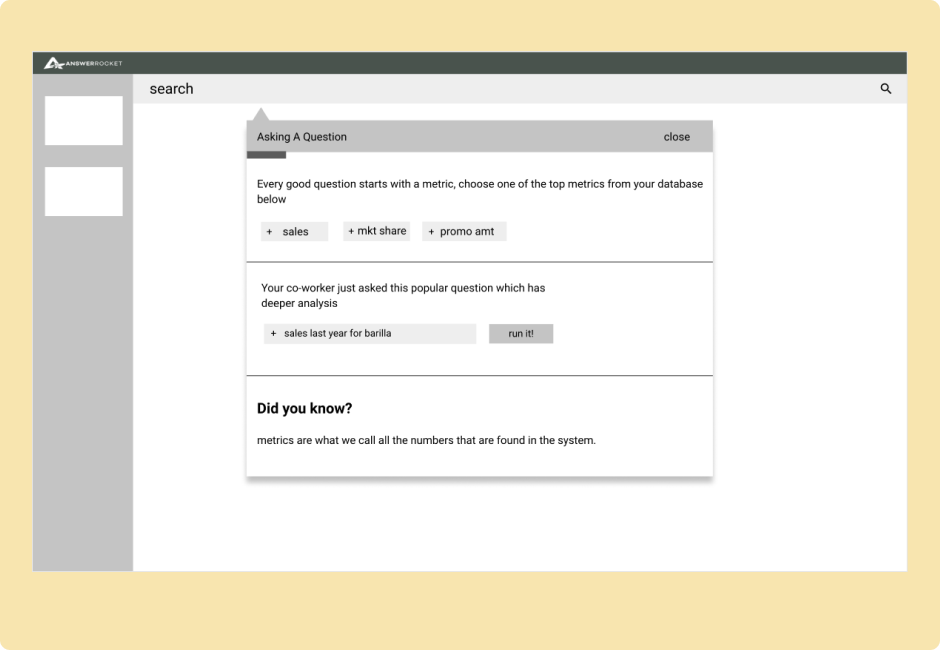 ANSWERROCKET
search
Asking A Question close
Every good question starts with a metric, choose one of the top metrics from your database
below
+ sales + mkt share + promo amt
Your co-worker just asked this popular question which has
deeper analysis
+ sales last year for barilla run it!
Did you know?
metrics are what we call all the numbers that are found in the system.